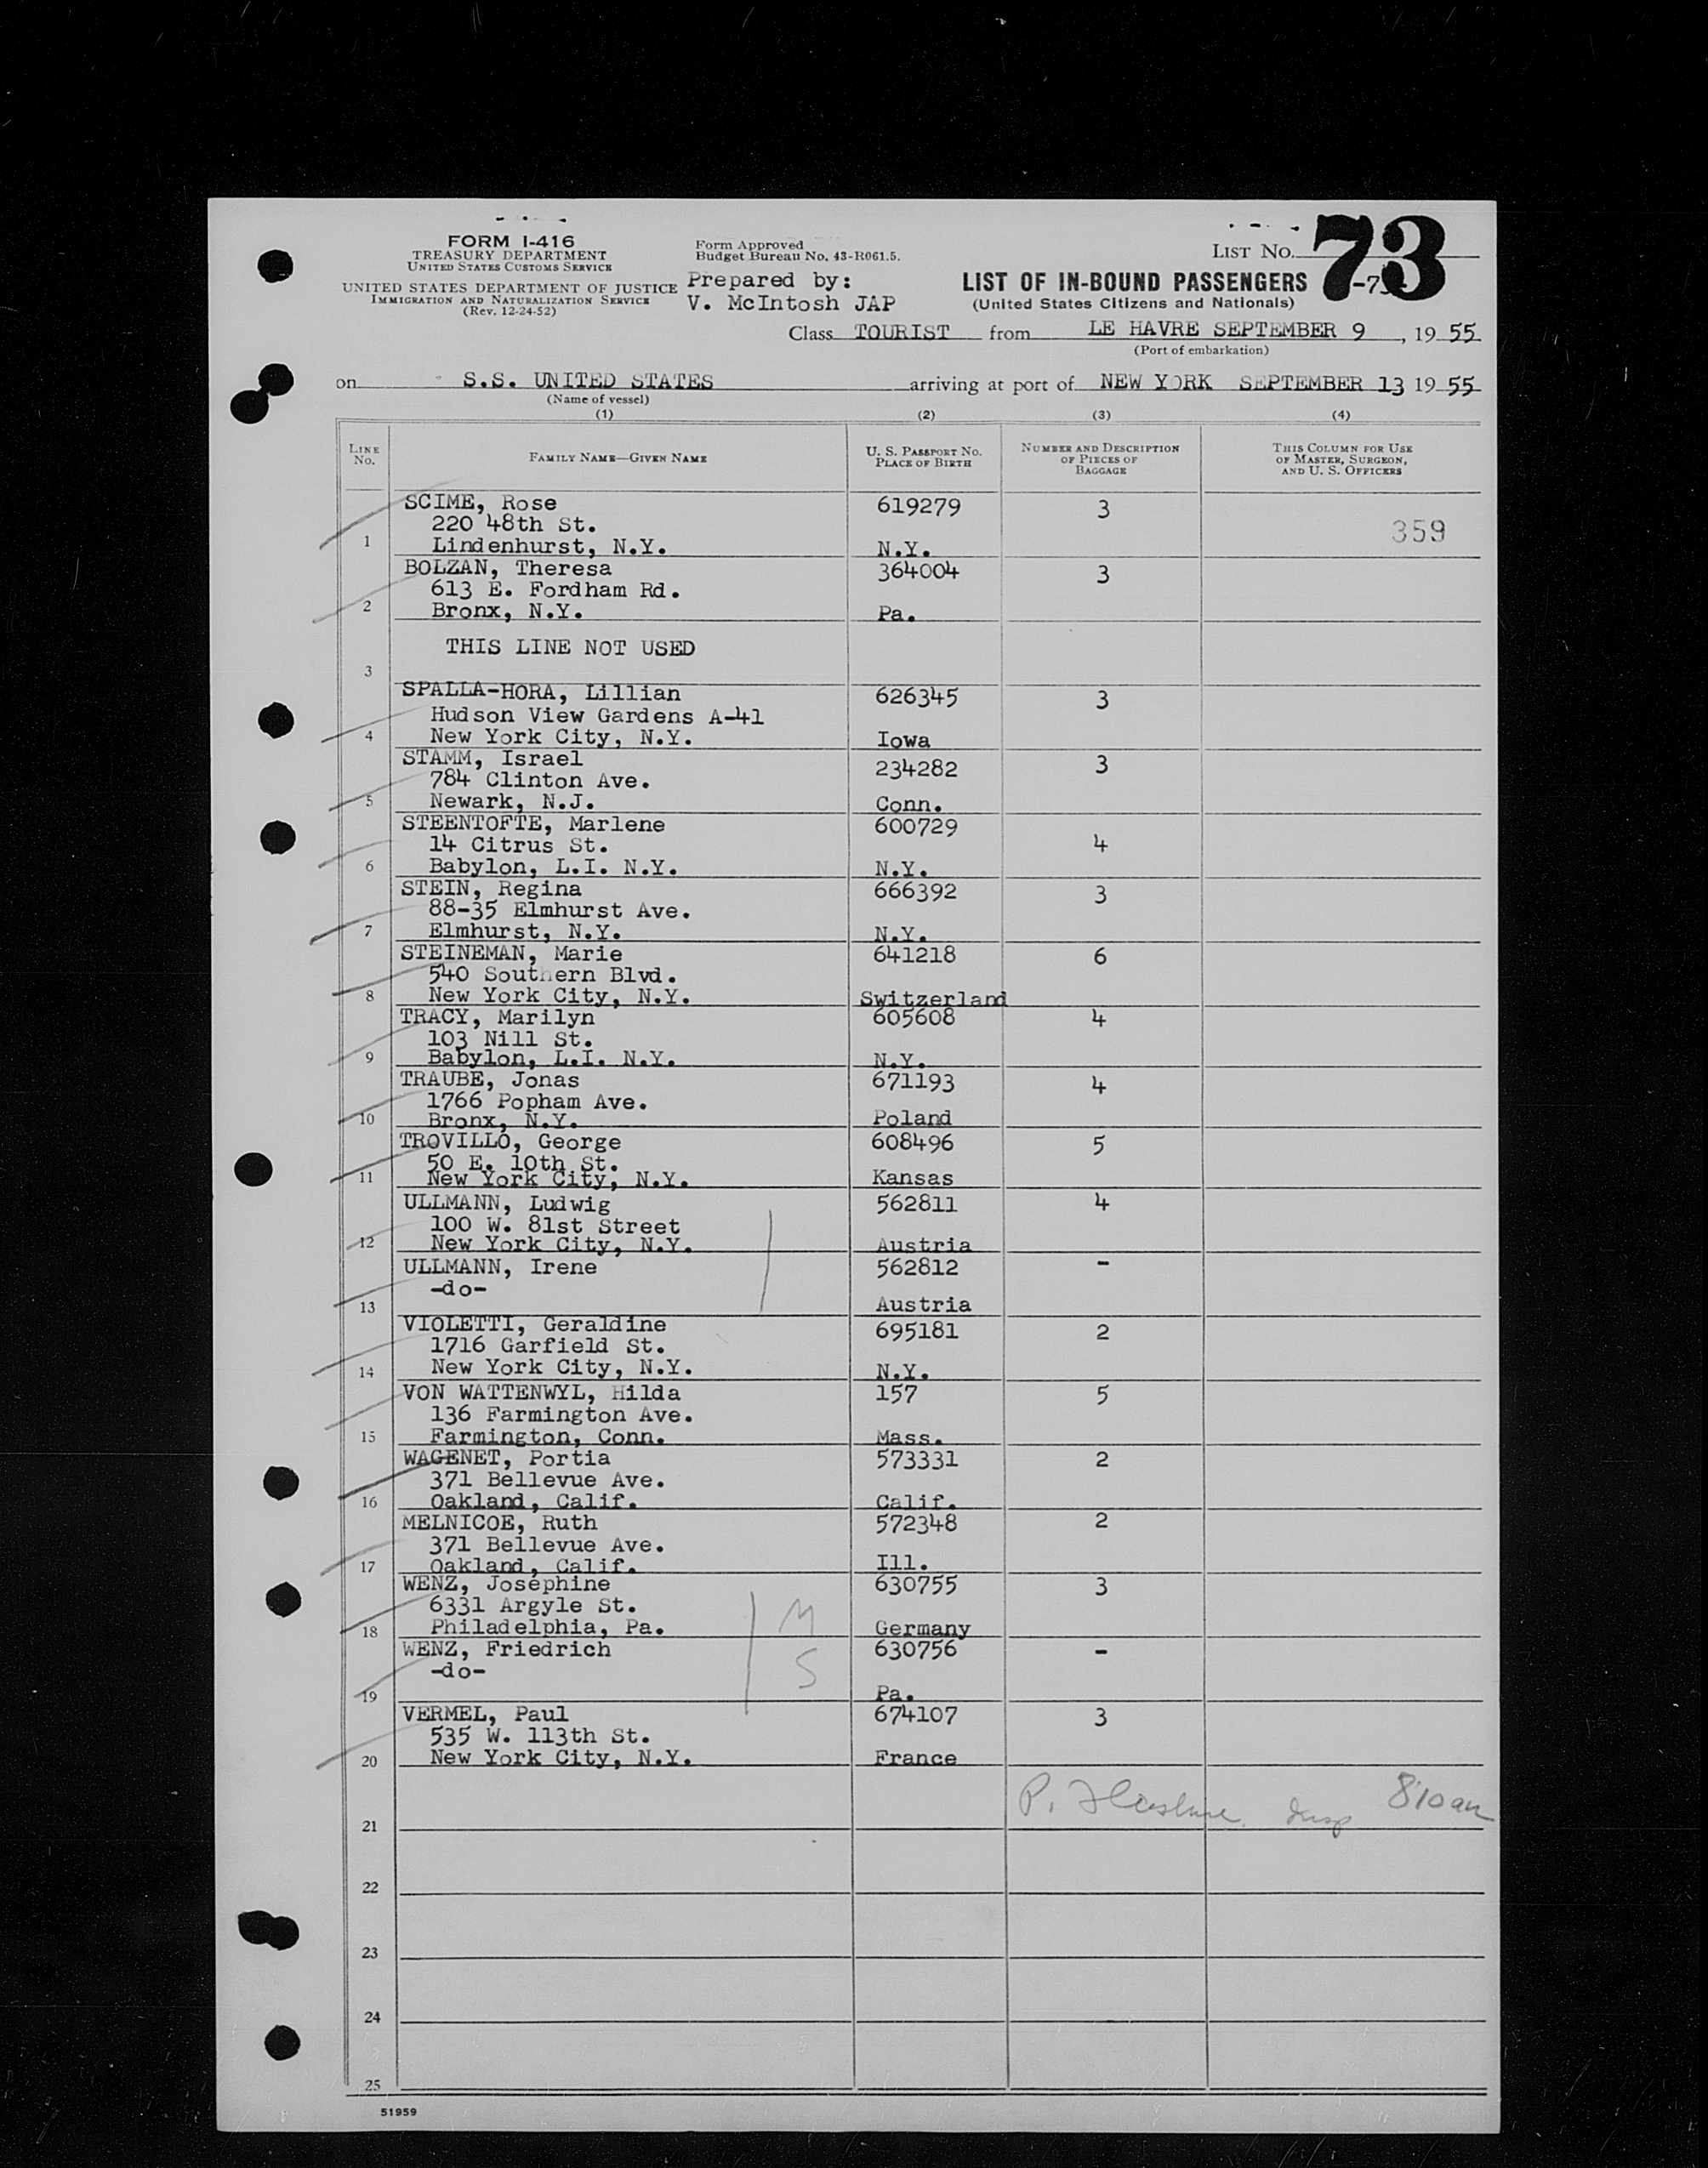 FORM I-416
TREASURY DEPARTMENT
UNITED STATES CUSTOMS SERVICE
UNITED STATES DEPARTMENT OF JUSTICE
IMMIGRATION AND NATURALIZATION SERVICE
(Rev. 12-24-52)
Form Approved
Budget Bureau No. 43-R061.5.
Prepared by:
V. McIntosh JAP
LIST NO. 73
LIST OF IN-BOUND PASSENGERS
(United States Citizens and Nationals)
Class TOURIST from LE HAVRE SEPTEMBER 9, 19 55
(Port of embarkation)
on S.S. UNITED STATES arriving at port of NEW YORK SEPTEMBER 13 19 55
(Name of vessel)
(1) (2) (3) (4)
LINE NO. FAMILY NAME—GIVEN NAME U. S. PASSPORT NO. PLACE OF BIRTH NUMBER AND DESCRIPTION OF PIECES OF BAGGAGE THIS COLUMN FOR USE OF MASTER, SURGEON, AND U. S. OFFICERS
SCIME, Rose 619279 3
220 48th St. 359
1 Lindenhurst, N.Y. N.Y.
BOLZAN, Theresa 364004 3
613 E. Fordham Rd.
2 Bronx, N.Y. Pa.
THIS LINE NOT USED
3
SPALLA-HORA, Lillian 626345 3
Hudson View Gardens A-41
4 New York City, N.Y. Iowa
STAMM, Israel 234282 3
784 Clinton Ave.
5 Newark, N.J. Conn.
STEENTOFTE, Marlene 600729
14 Citrus St. 4
6 Babylon, L.I. N.Y. N.Y.
STEIN, Regina 666392 3
88-35 Elmhurst Ave.
7 Elmhurst, N.Y. N.Y.
STEINEMAN, Marie 641218 6
540 Southern Blvd.
8 New York City, N.Y. Switzerland
TRACY, Marilyn 605608 4
103 Nill St.
9 Babylon, L.I. N.Y. N.Y.
TRAUBE, Jonas 671193 4
1766 Popham Ave.
10 Bronx, N.Y. Poland
TROVILLO, George 608496 5
50 E. 10th St.
11 New York City, N.Y. Kansas
ULLMANN, Ludwig 562811 4
100 W. 81st Street
12 New York City, N.Y. Austria
ULLMANN, Irene 562812 -
-do-
13 Austria
VIOLETTI, Geraldine 695181 2
1716 Garfield St.
14 New York City, N.Y. N.Y.
VON WATTENWYL, Hilda 157 5
136 Farmington Ave.
15 Farmington, Conn. Mass.
WAGENET, Portia 573331 2
371 Bellevue Ave.
16 Oakland, Calif. Calif.
MELNICOE, Ruth 572348 2
371 Bellevue Ave.
17 Oakland, Calif. Ill.
WENZ, Josephine 630755 3
6331 Argyle St. M
18 Philadelphia, Pa. Germany
WENZ, Friedrich 630756 -
-do- S
19 Pa.
VERMEL, Paul 674107 3
535 W. 113th St.
20 New York City, N.Y. France
P. Insp 8:10 am
21
22
23
24
25
51959